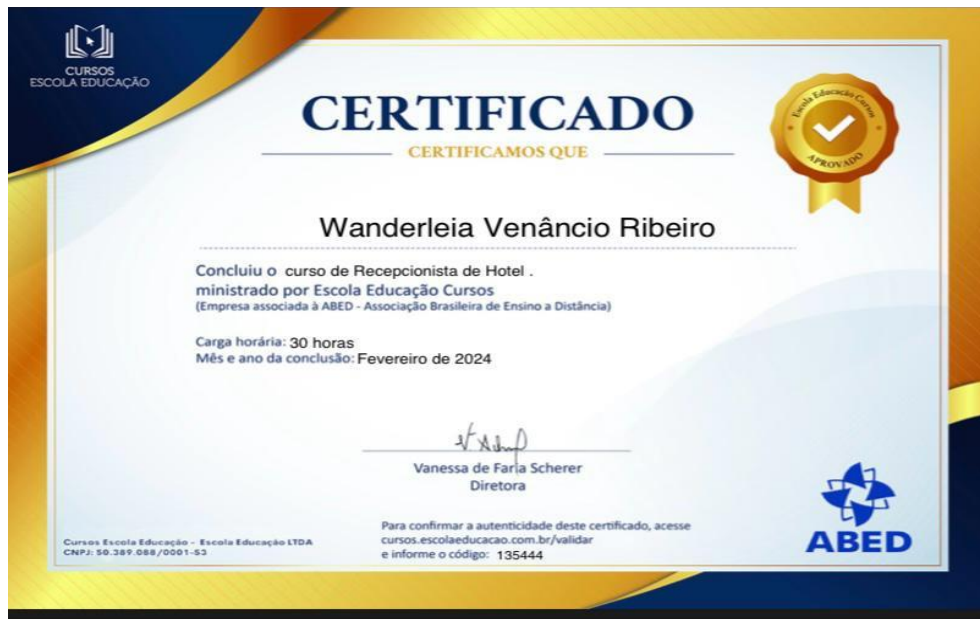 CURSOS
ESCOLA EDUCAÇÃO
CERTIFICADO
CERTIFICAMOS QUE
Escola Educação Cursos
APROVADO
Wanderleia Venâncio Ribeiro
Concluiu o curso de Recepcionista de Hotel .
ministrado por Escola Educação Cursos
(Empresa associada à ABED - Associação Brasileira de Ensino a Distância)
Carga horária: 30 horas
Mês e ano da conclusão: Fevereiro de 2024
Vanessa de Faria Scherer
Diretora
Para confirmar a autenticidade deste certificado, acesse
cursos.escolaeducacao.com.br/validar
e informe o código: 135444
Cursos Escola Educação - Escola Educação LTDA
CNPJ: 50.389.088/0001-53
ABED